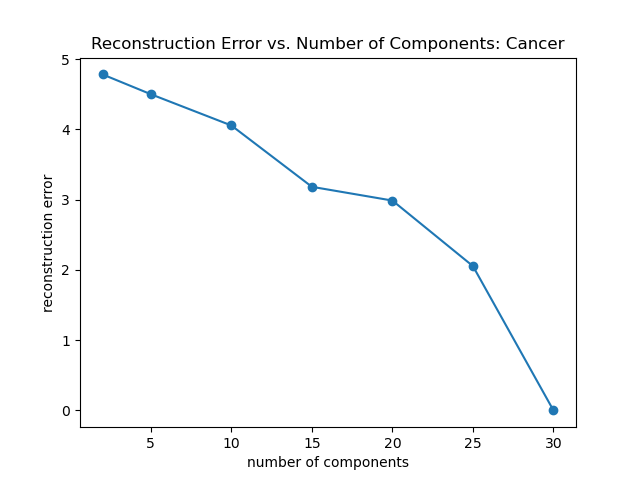 Reconstruction Error vs. Number of Components: Cancer
5
4
3
2
1
0
reconstruction error
5 10 15 20 25 30
number of components